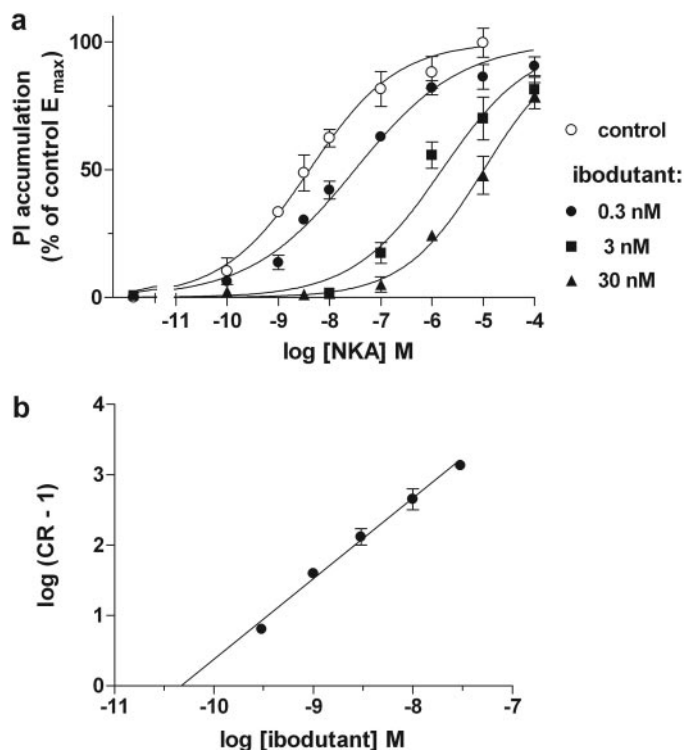 a
PI accumulation
(% of control Emax)
100
50
0
-11 -10 -9 -8 -7 -6 -5 -4
log [NKA] M
control
ibodutant:
0.3 nM
3 nM
30 nM
b
log (CR - 1)
4
3
2
1
0
-11 -10 -9 -8 -7
log [ibodutant] M